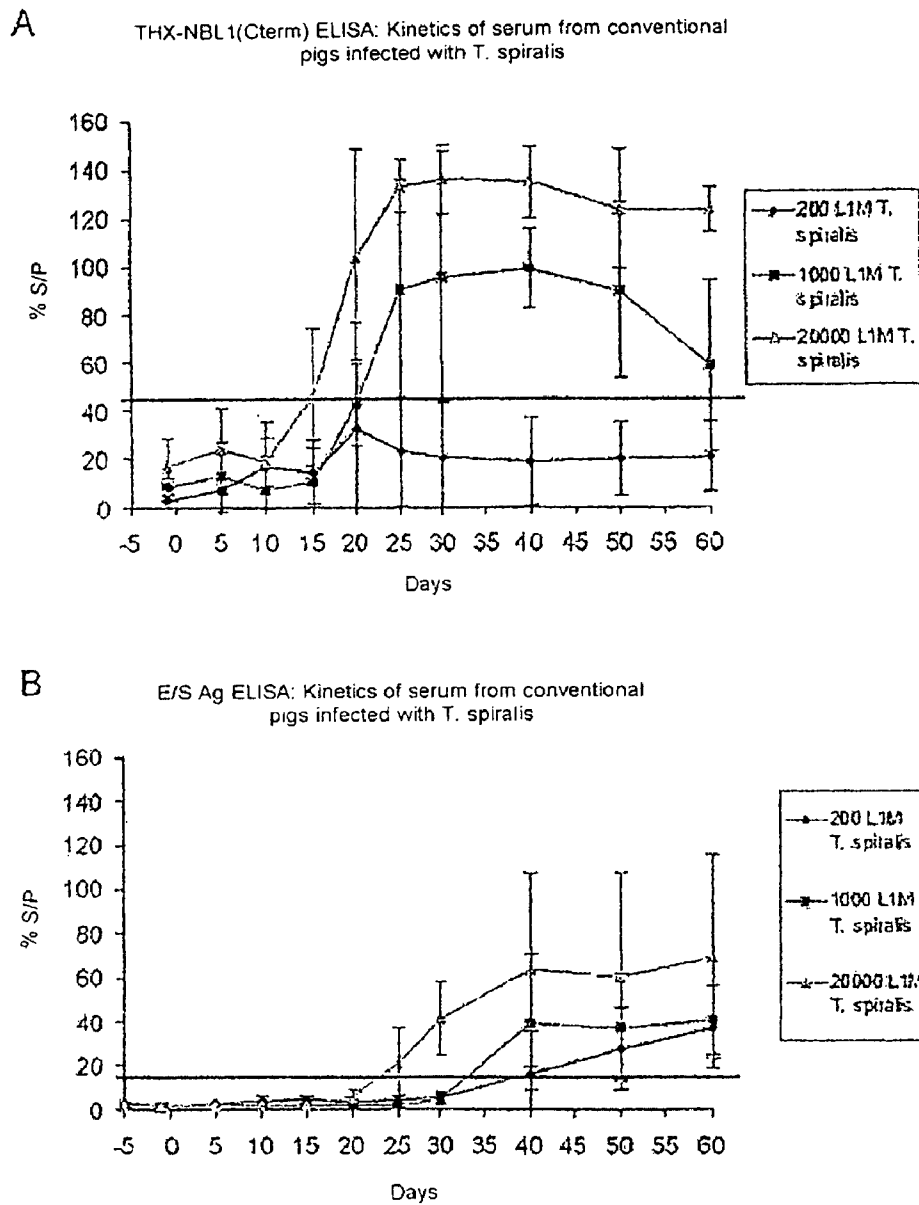 A
THX-NBL1(Cterm) ELISA: Kinetics of serum from conventional
pigs infected with T. spiralis
160
140
120
100
80
60
40
20
0
% S/P
-5 0 5 10 15 20 25 30 35 40 45 50 55 60
Days
200 L1M T.
spiralis
1000 L1M T.
spiralis
20000 L1M T.
spiralis
B
E/S Ag ELISA: Kinetics of serum from conventional
pigs infected with T. spiralis
160
140
120
100
80
60
40
20
0
% S/P
-5 0 5 10 15 20 25 30 35 40 45 50 55 60
Days
200 L1M
T. spiralis
1000 L1M
T. spiralis
20000 L1M
T. spiralis